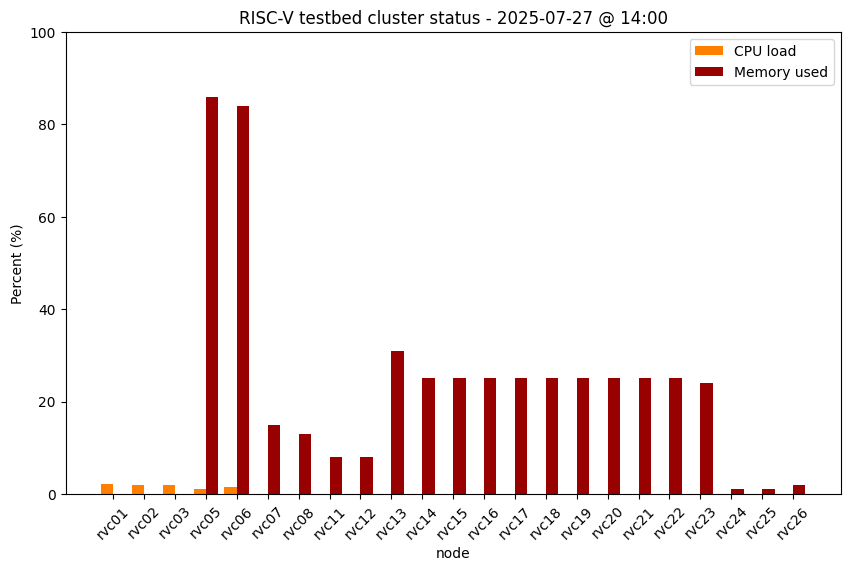 RISC-V testbed cluster status - 2025-07-27 @ 14:00
CPU load
Memory used
100
80
60
40
20
0
Percent (%)
rvc01 rvc02 rvc03 rvc05 rvc06 rvc07 rvc08 rvc11 rvc12 rvc13 rvc14 rvc15 rvc16 rvc17 rvc18 rvc19 rvc20 rvc21 rvc22 rvc23 rvc24 rvc25 rvc26
node